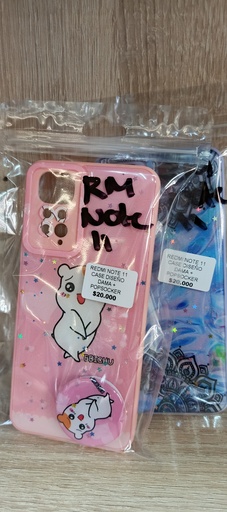 RM
Note
11
REDMI NOTE 11
CASE DISEÑO
DAMA +
POPSOCKER
$20.000
REDMI NOTE 11
CASE DISEÑO
DAMA +
POPSOCKER
$20.000